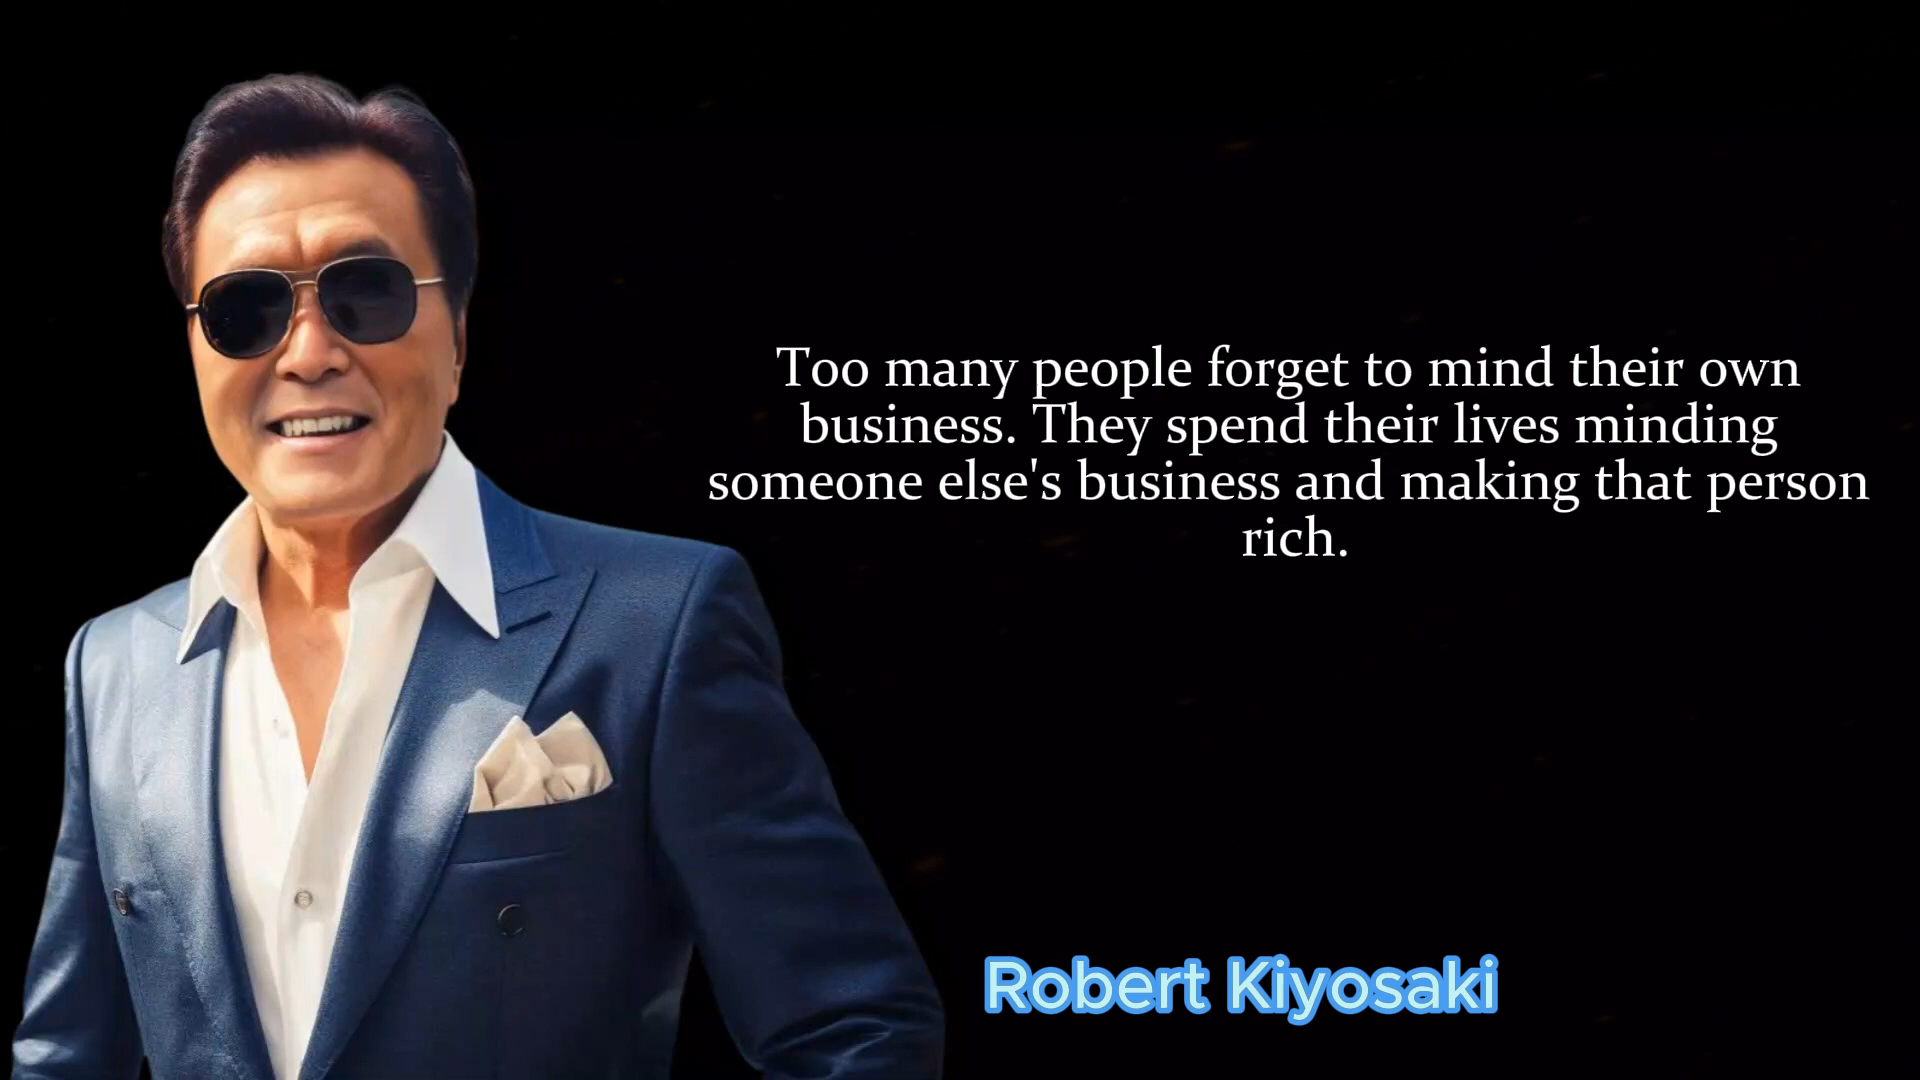 Too many people forget to mind their own
business. They spend their lives minding
someone else's business and making that person
rich.
Robert Kiyosaki